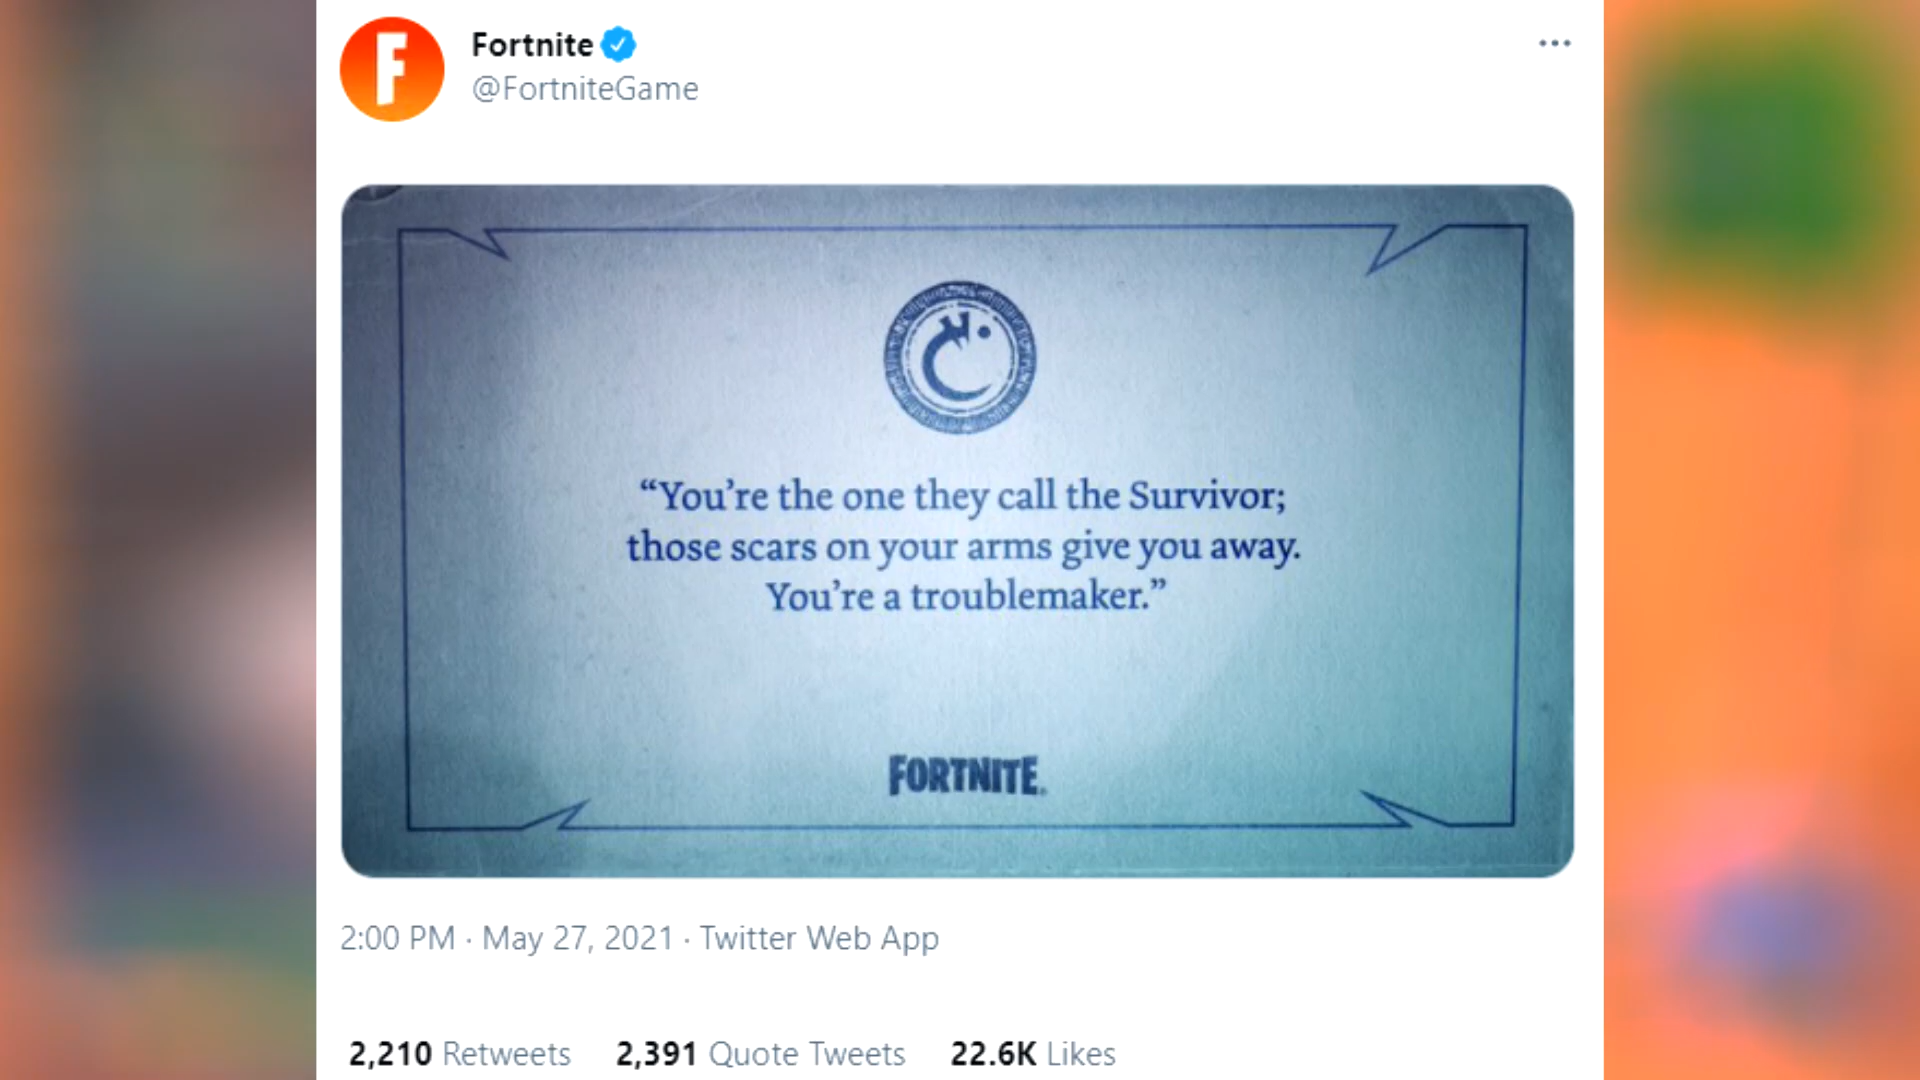 Fortnite
@FortniteGame
“You’re the one they call the Survivor;
those scars on your arms give you away.
You’re a troublemaker.”
FORTNITE.
2:00 PM · May 27, 2021 · Twitter Web App
2,210 Retweets 2,391 Quote Tweets 22.6K Likes